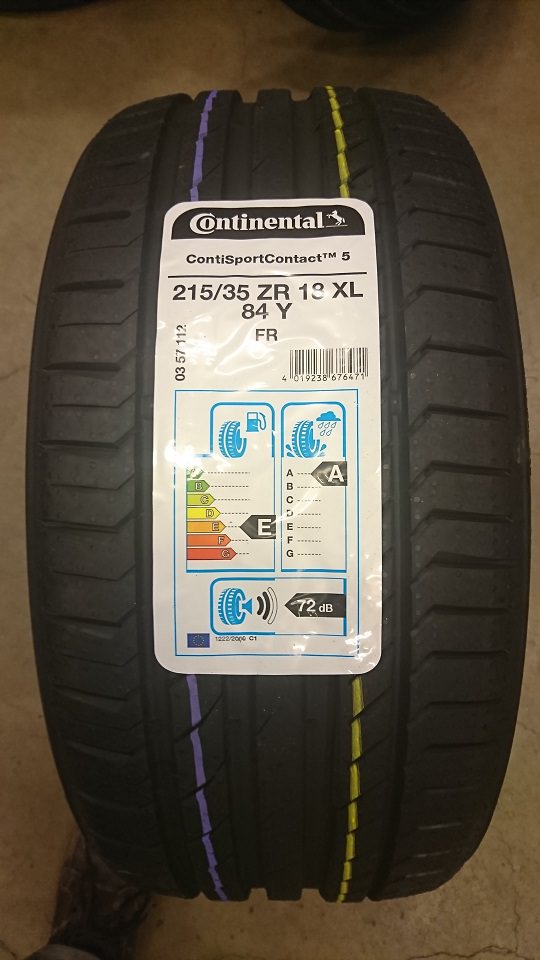 Continental
ContiSportContact™ 5
215/35 ZR 18 XL
84 Y
FR
03 57 112
4 019238 676471
A
B
C
D
E
F
G
E
A
B
C
D
E
F
G
A
72 dB
1222/2009 C1